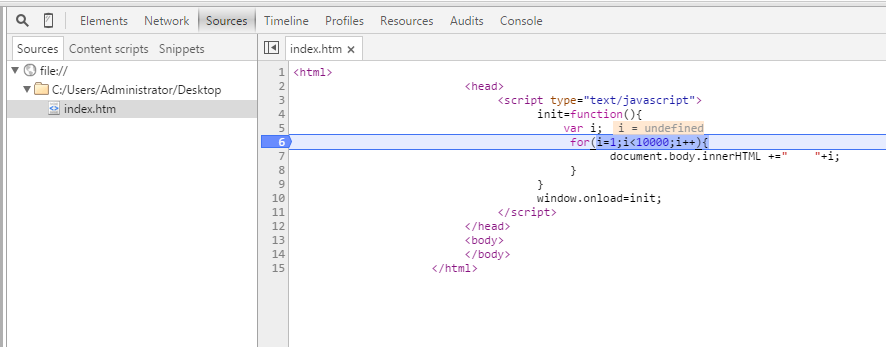 Elements Network Sources Timeline Profiles Resources Audits Console
Sources Content scripts Snippets
index.htm ×
file://
C:/Users/Administrator/Desktop
index.htm
1 <html>
2 <head>
3 <script type="text/javascript">
4 init=function(){
5 var i; i = undefined
6 for(i=1;i<10000;i++){
7 document.body.innerHTML +="    "+i;
8 }
9 }
10 window.onload=init;
11 </script>
12 </head>
13 <body>
14 </body>
15 </html>